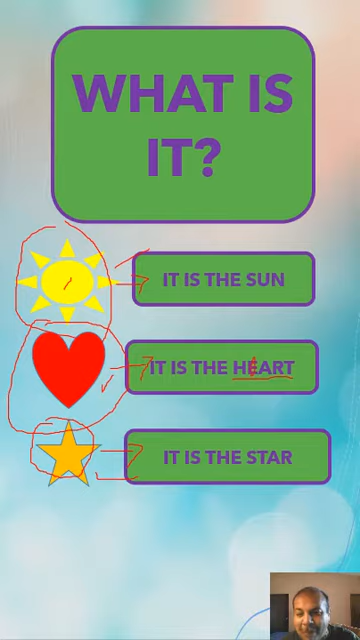 WHAT IS
IT?
IT IS THE SUN
IT IS THE HEART
IT IS THE STAR